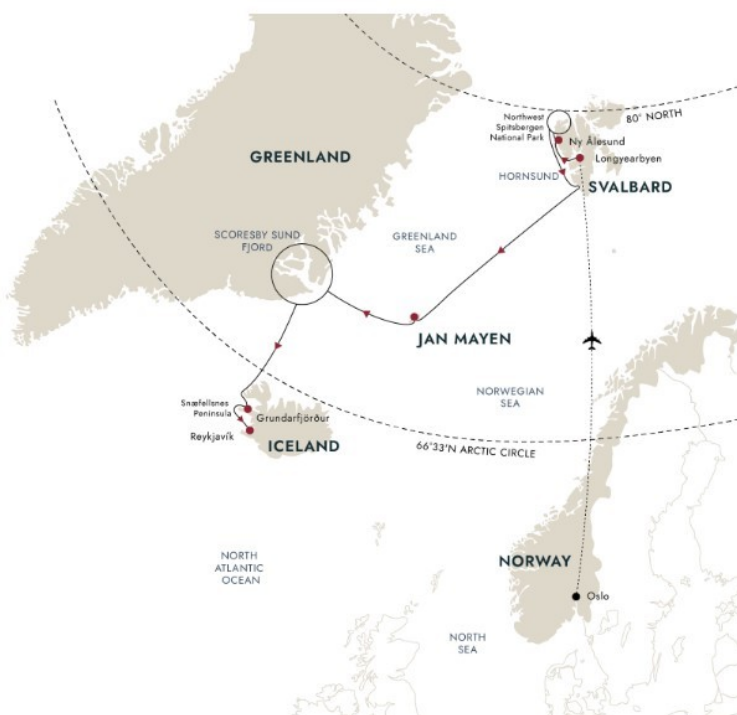 80° NORTH
Northwest
Spitsbergen
National Park
Ny Ålesund
Longyearbyen
GREENLAND
HORNSUND
SVALBARD
SCORESBY SUND
FJORD
GREENLAND
SEA
JAN MAYEN
NORWEGIAN
SEA
Snæfellsnes
Peninsula
Grundarfjörður
Røykjavík
ICELAND
66°33'N ARCTIC CIRCLE
NORTH
ATLANTIC
OCEAN
NORWAY
Oslo
NORTH
SEA